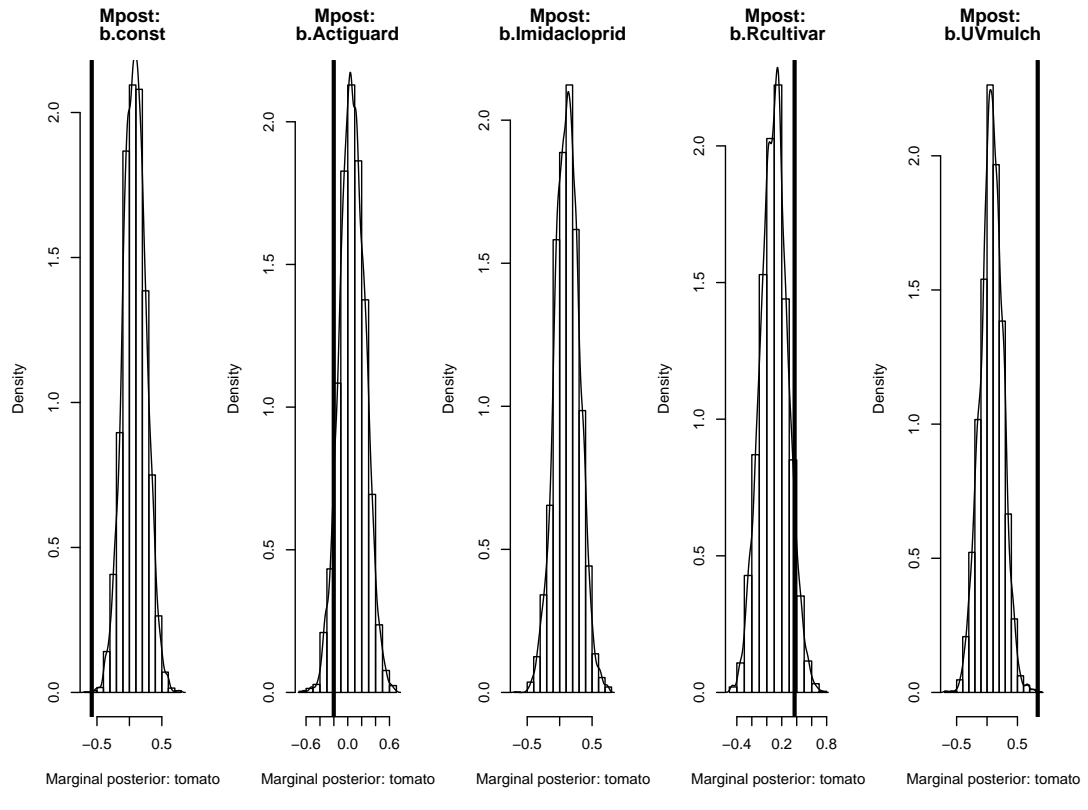 Mpost:
b.const
Density
0.0 0.5 1.0 1.5 2.0
−0.5 0.5
Marginal posterior: tomato
Mpost:
b.Actiguard
Density
0.0 0.5 1.0 1.5 2.0
−0.6 0.0 0.6
Marginal posterior: tomato
Mpost:
b.Imidacloprid
Density
0.0 0.5 1.0 1.5 2.0
−0.5 0.5
Marginal posterior: tomato
Mpost:
b.Rcultivar
Density
0.0 0.5 1.0 1.5 2.0
−0.4 0.2 0.8
Marginal posterior: tomato
Mpost:
b.UVmulch
Density
0.0 0.5 1.0 1.5 2.0
−0.5 0.5
Marginal posterior: tomato